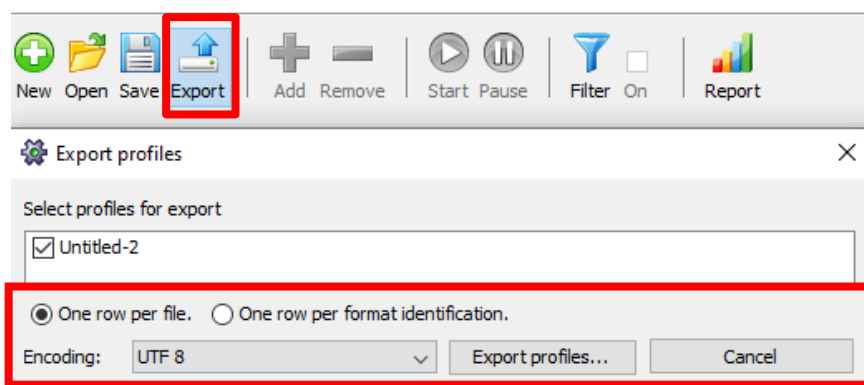 New Open Save Export Add Remove Start Pause Filter On Report
Export profiles
Select profiles for export
Untitled-2
One row per file. One row per format identification.
Encoding: UTF 8 Export profiles... Cancel